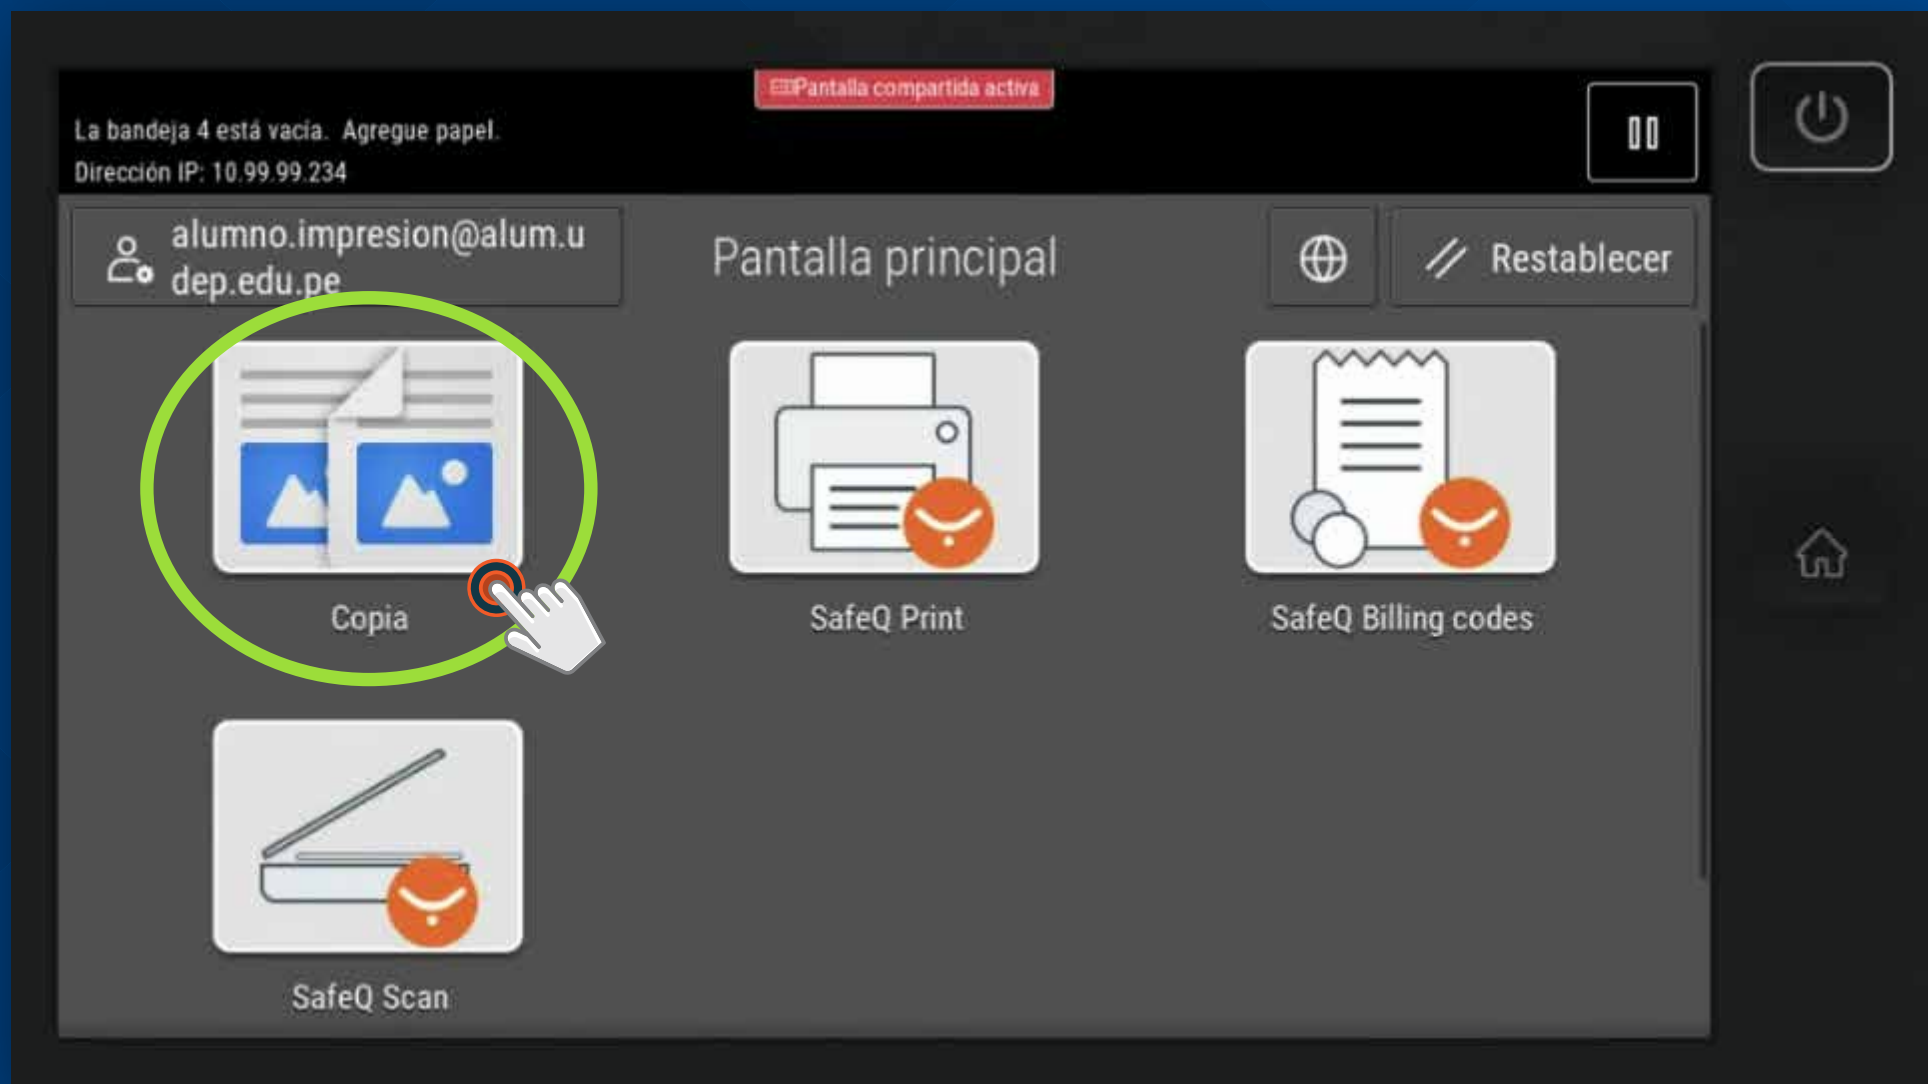 Pantalla compartida activa
La bandeja 4 está vacía. Agregue papel.
Dirección IP: 10.99.99.234
alumno.impresion@alum.u
dep.edu.pe
Pantalla principal
Restablecer
Copia
SafeQ Print
SafeQ Billing codes
SafeQ Scan